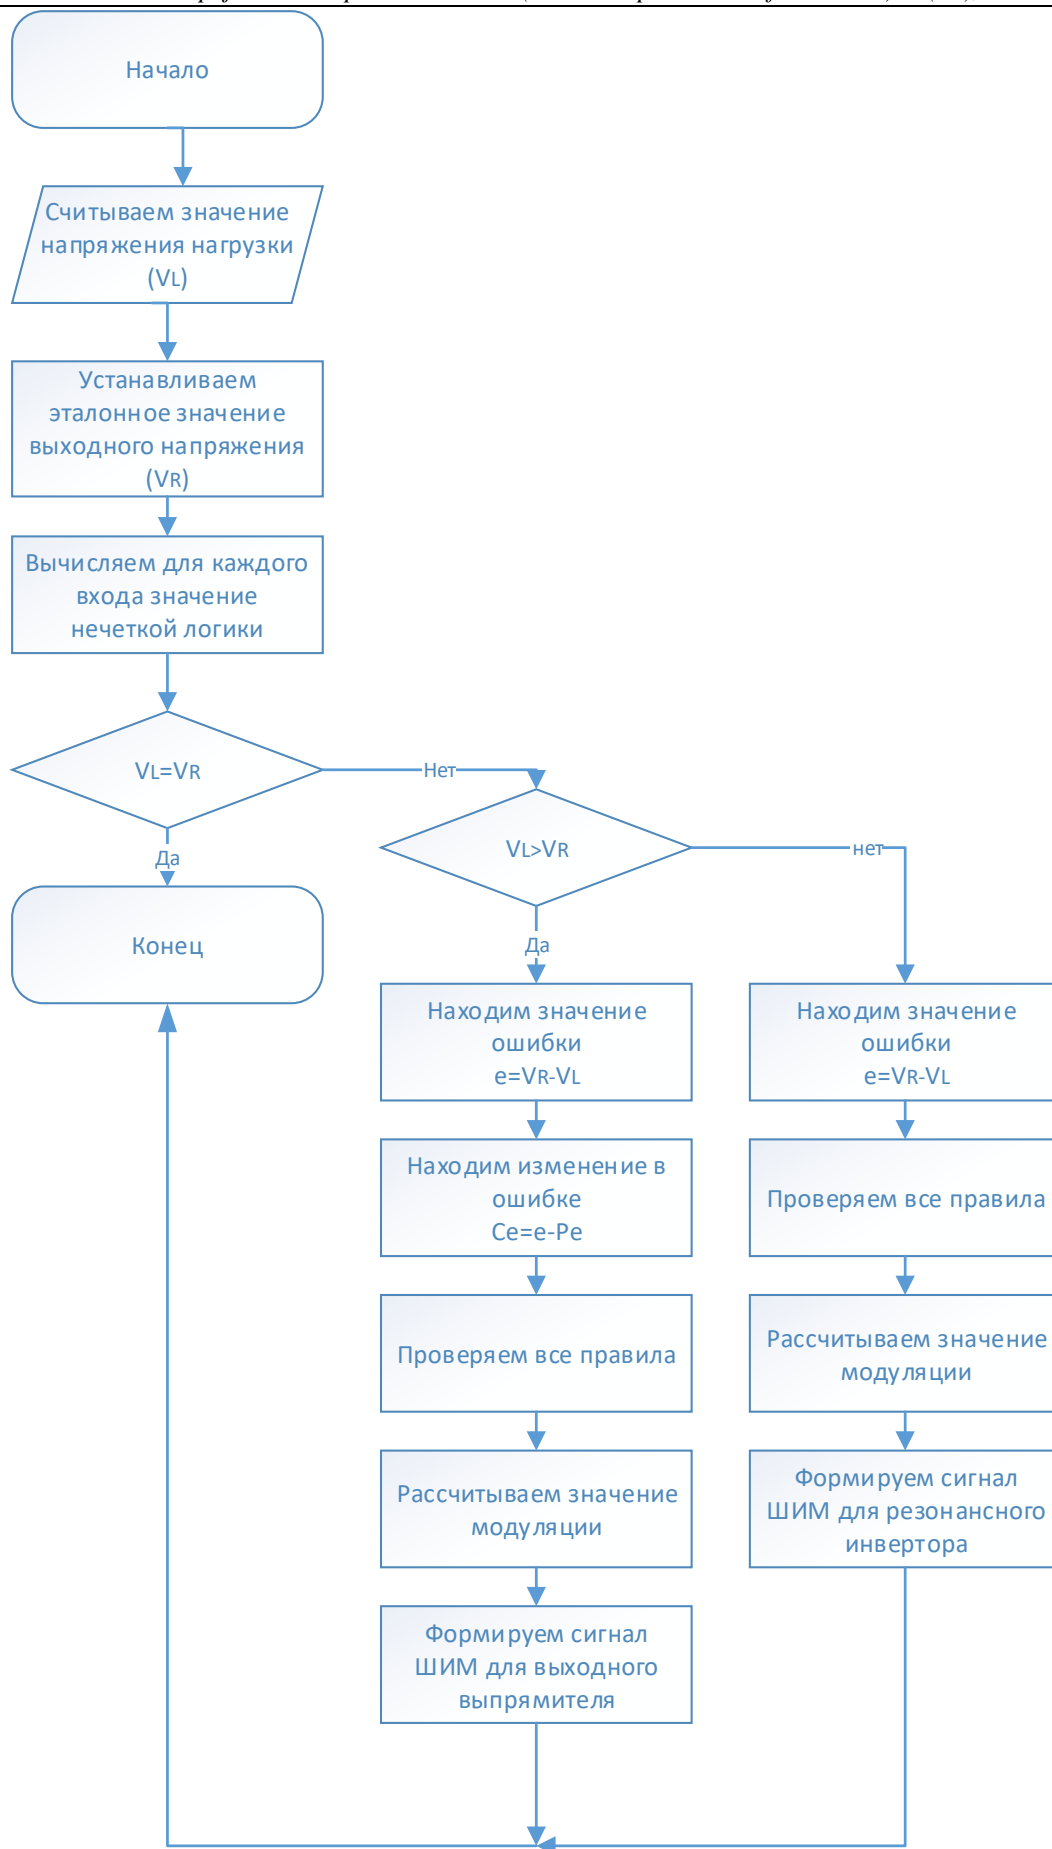 Начало
Считываем значение
напряжения нагрузки
(VL)
Устанавливаем
эталонное значение
выходного напряжения
(VR)
Вычисляем для каждого
входа значение
нечеткой логики
VL=VR
Нет
Да
Конец
VL>VR
нет
Да
Находим значение
ошибки
e=VR-VL
Находим изменение в
ошибке
Ce=e-Pe
Проверяем все правила
Рассчитываем значение
модуляции
Формируем сигнал
ШИМ для выходного
выпрямителя
Находим значение
ошибки
e=VR-VL
Проверяем все правила
Рассчитываем значение
модуляции
Формируем сигнал
ШИМ для резонансного
инвертора